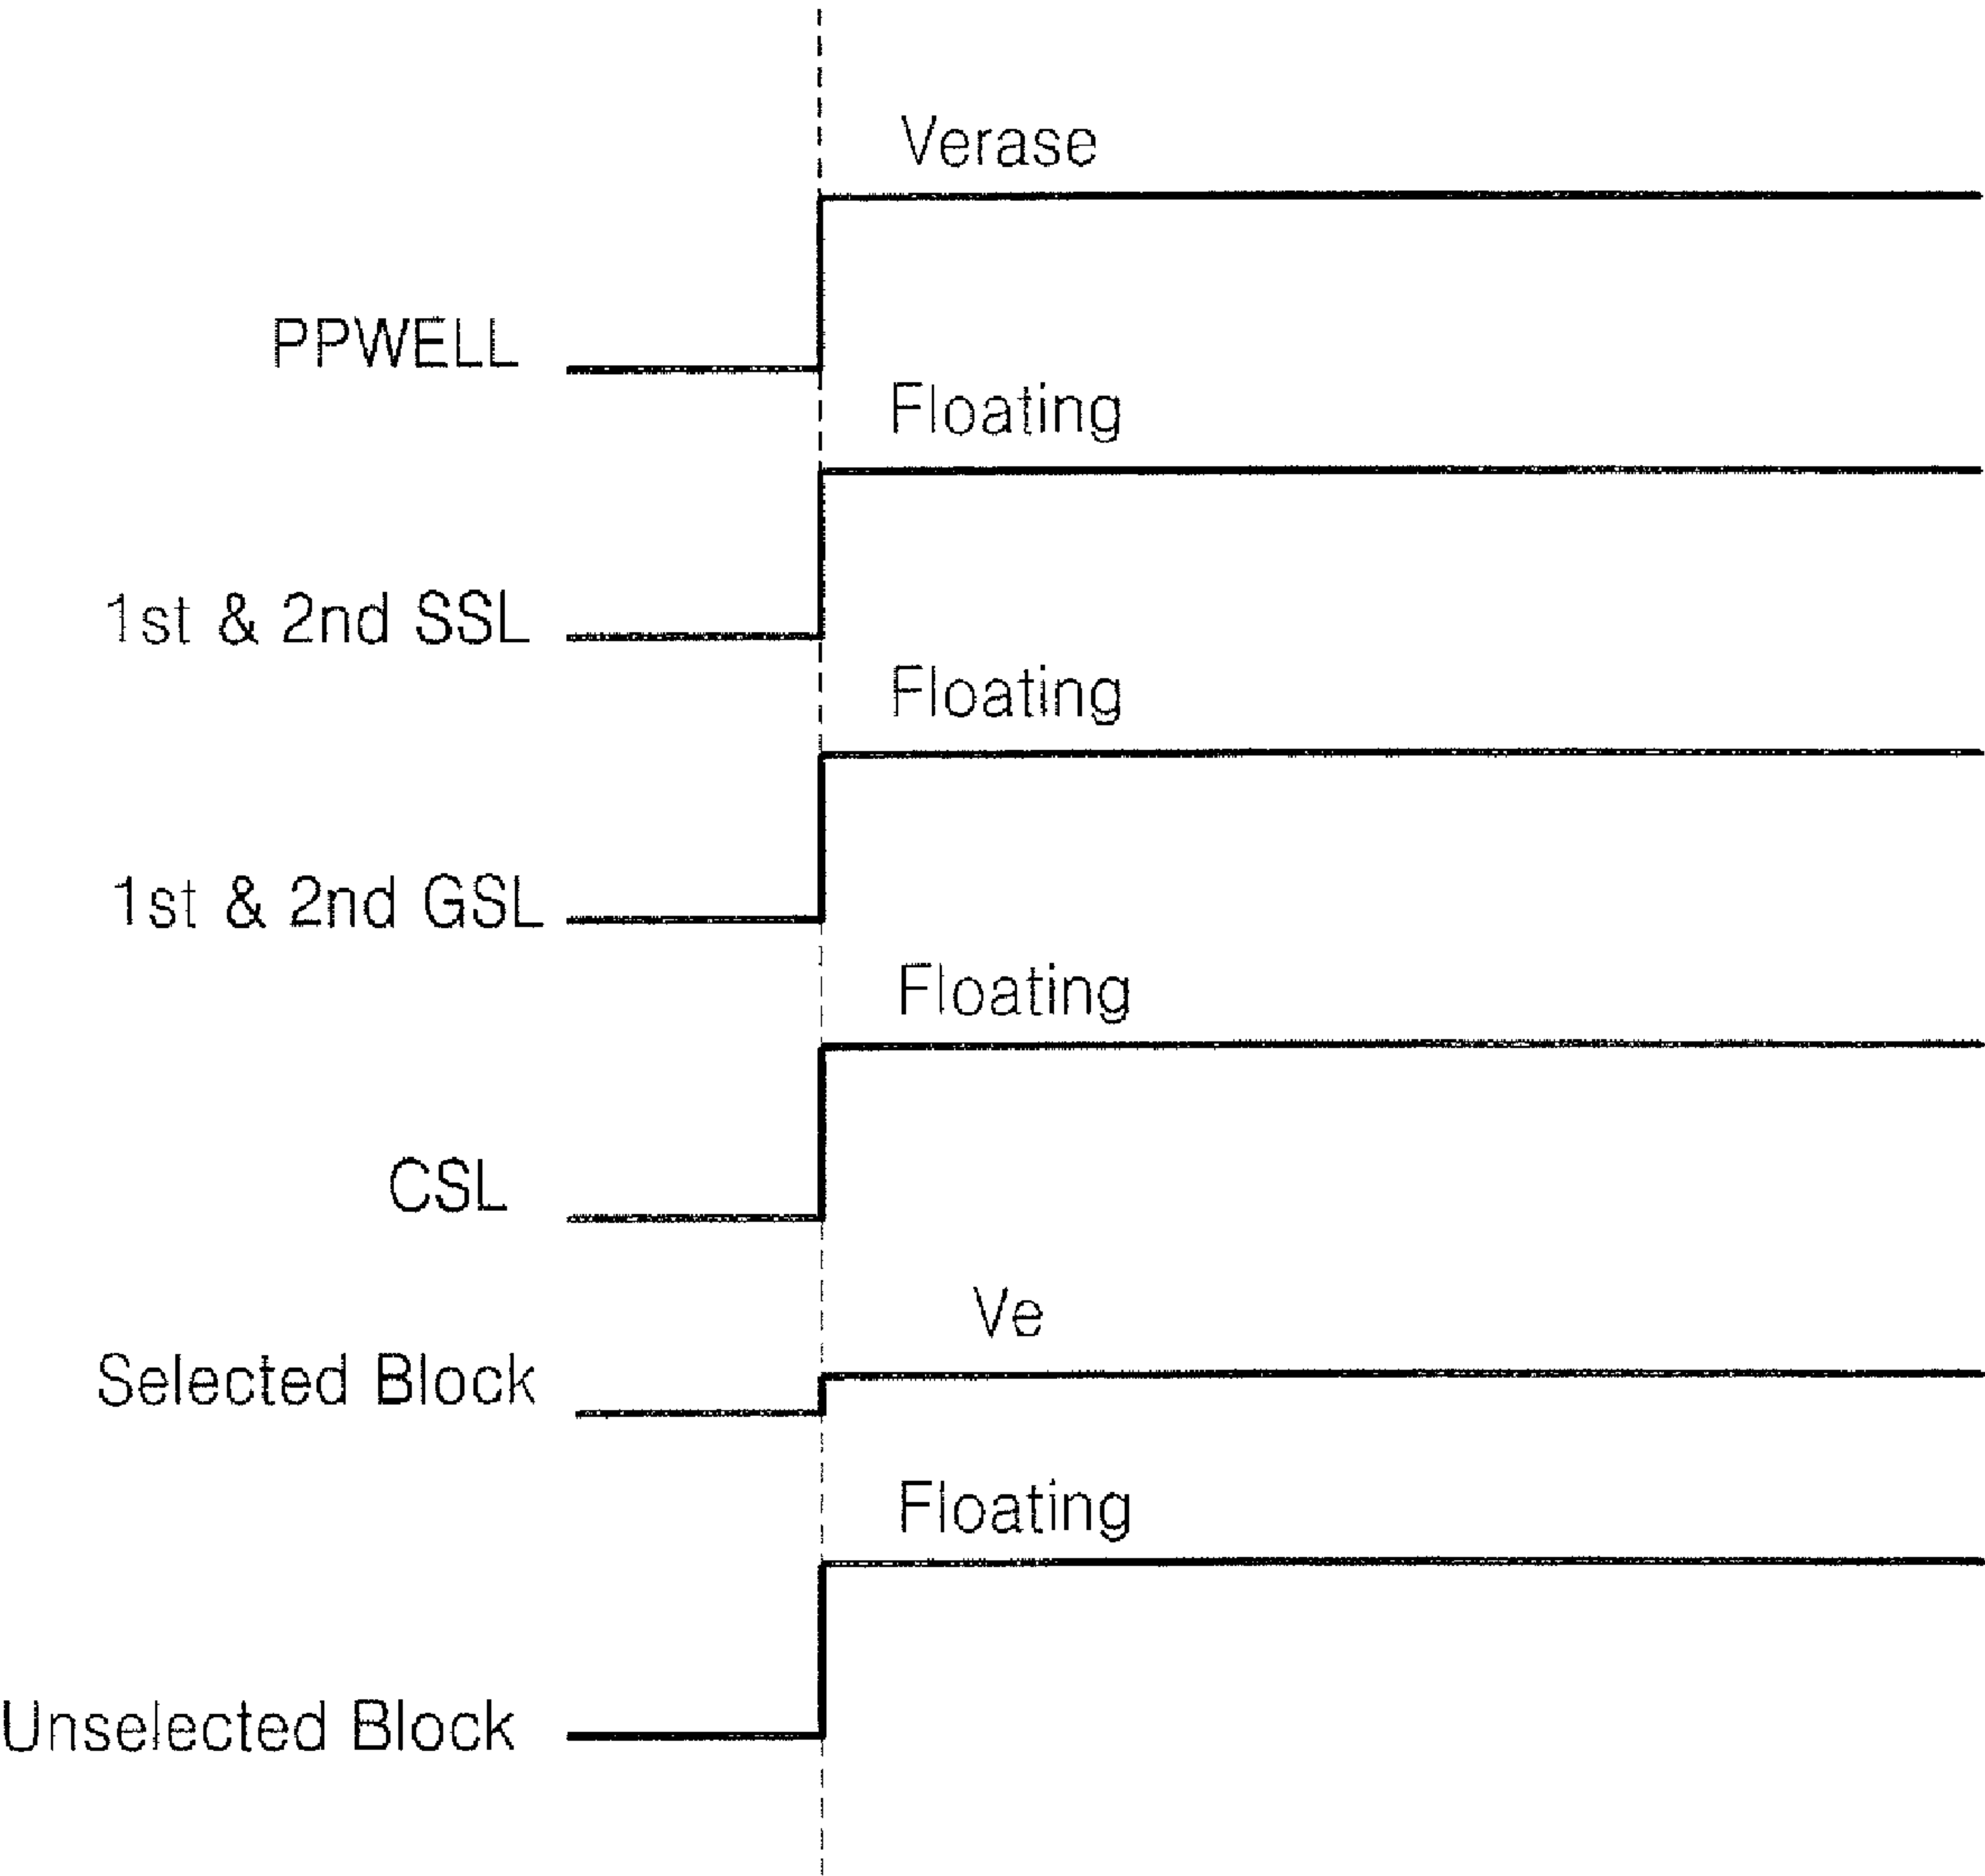 Verase
PPWELL
Floating
1st & 2nd SSL
Floating
1st & 2nd GSL
Floating
CSL
Ve
Selected Block
Floating
Unselected Block